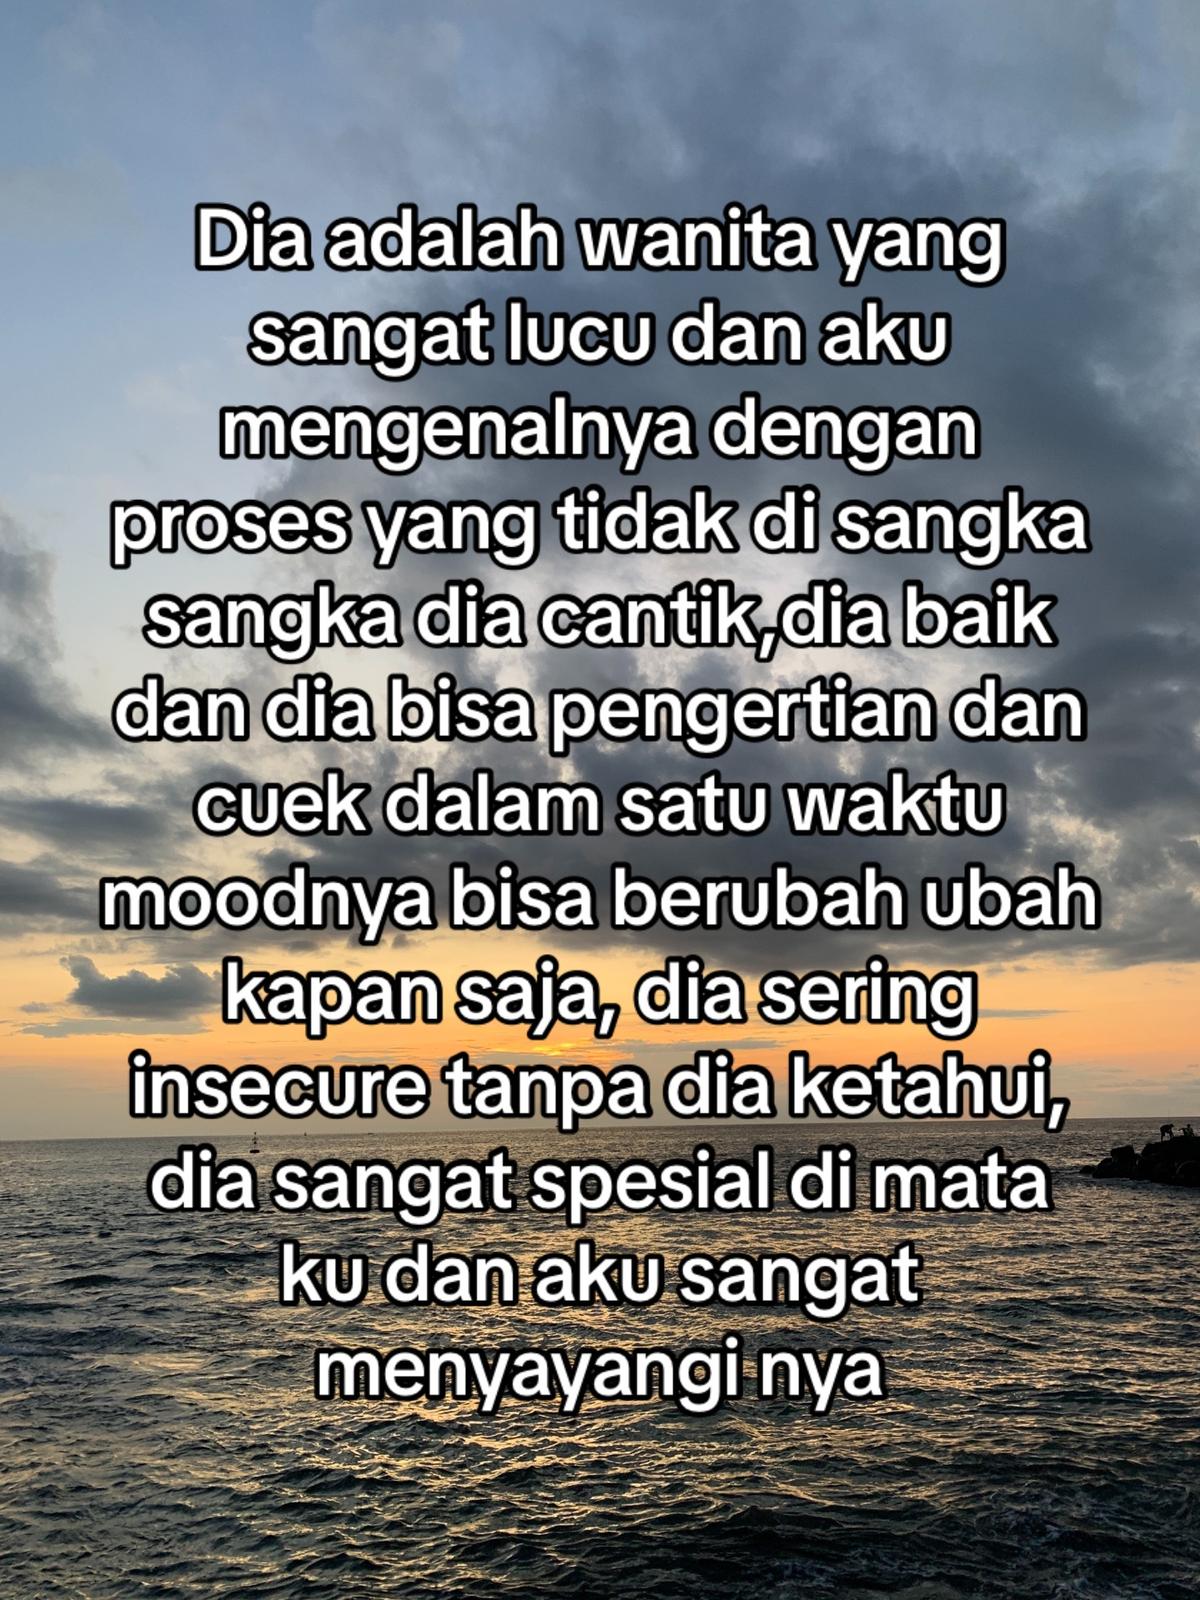 Dia adalah wanita yang
sangat lucu dan aku
mengenalnya dengan
proses yang tidak di sangka
sangka dia cantik,dia baik
dan dia bisa pengertian dan
cuek dalam satu waktu
moodnya bisa berubah ubah
kapan saja, dia sering
insecure tanpa dia ketahui,
dia sangat spesial di mata
ku dan aku sangat
menyayangi nya